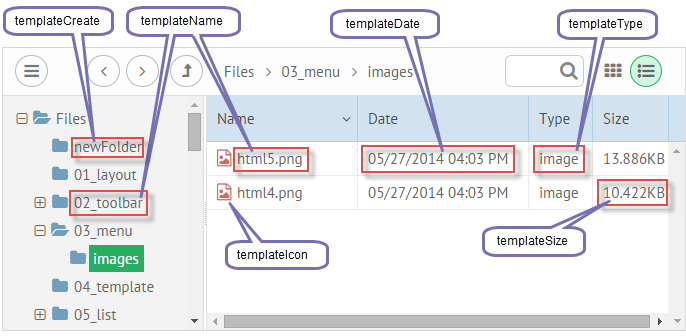 templateCreate
templateName
templateDate
templateType
Files > 03_menu > images
Files
newFolder
01_layout
02_toolbar
03_menu
images
04_template
05_list
Name Date Type Size
html5.png 05/27/2014 04:03 PM image 13.886KB
html4.png 05/27/2014 04:03 PM image 10.422KB
templateIcon
templateSize